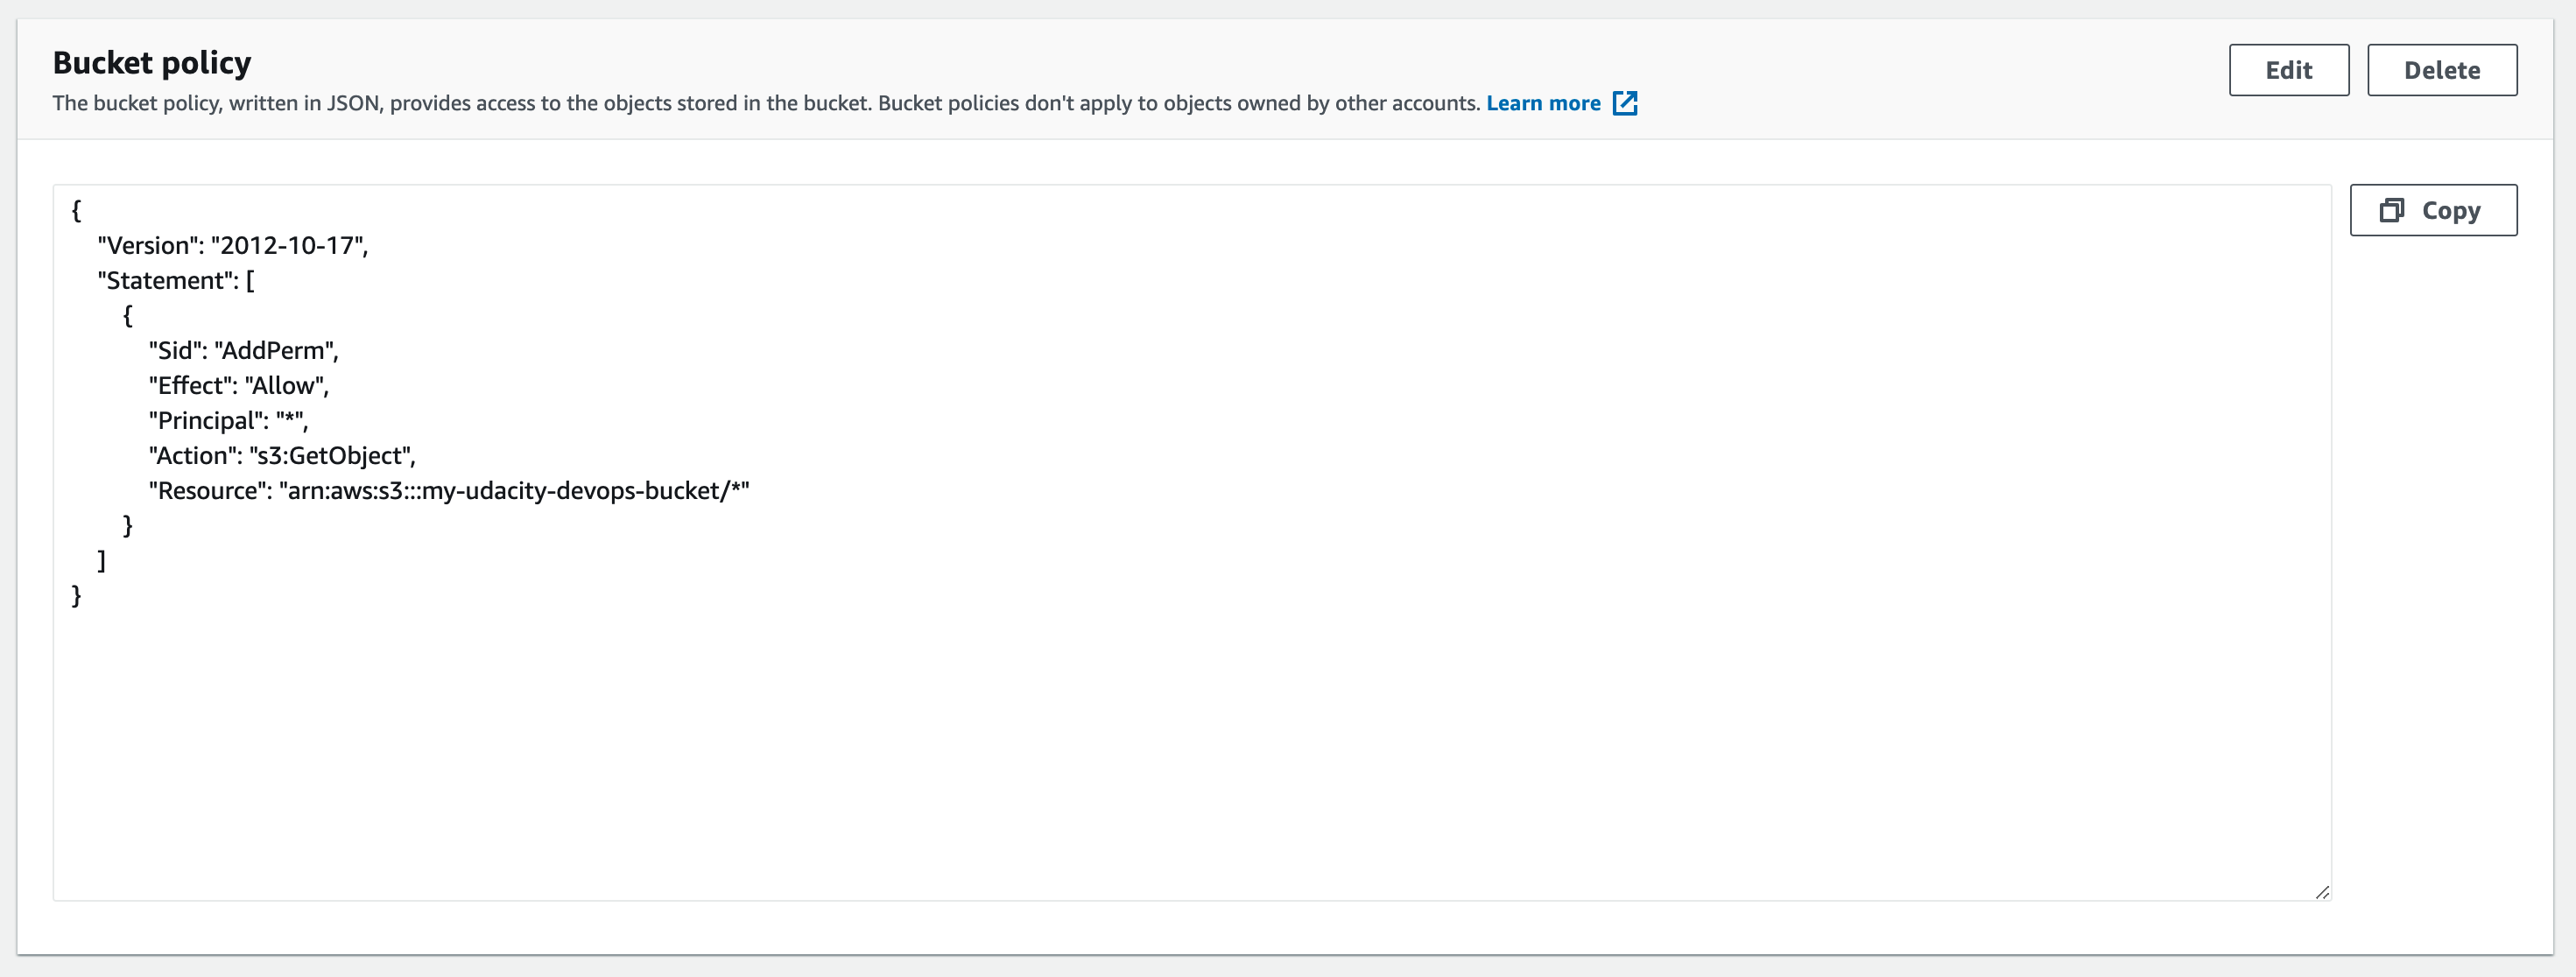 Bucket policy
Edit
Delete
The bucket policy, written in JSON, provides access to the objects stored in the bucket. Bucket policies don't apply to objects owned by other accounts. Learn more
Copy
{
"Version": "2012-10-17",
"Statement": [
{
"Sid": "AddPerm",
"Effect": "Allow",
"Principal": "*",
"Action": "s3:GetObject",
"Resource": "arn:aws:s3:::my-udacity-devops-bucket/*"
}
]
}